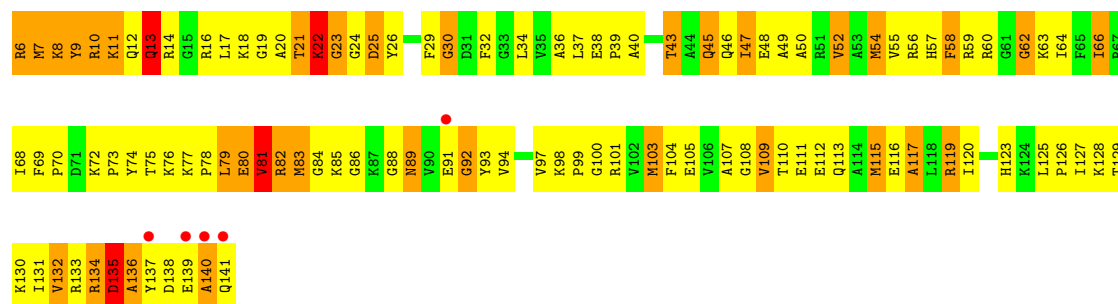 R6 M7 K8 Y9 R10 K11 Q12 Q13 R14 G15 R16 L17 K18 G19 A20 T21 K22 G23 G24 D25 Y26 F29 G30 D31 F32 G33 L34 V35 A36 L37 E38 P39 A40 T43 A44 Q45 Q46 I47 E48 A49 A50 R51 V52 A53 M54 V55 R56 H57 F58 R59 R60 G61 G62 K63 I64 F65 I66
I68 F69 P70 D71 K72 P73 Y74 T75 K76 K77 P78 L79 E80 V81 R82 M83 G84 K85 G86 K87 G88 N89 V90 E91 G92 Y93 V94 V97 K98 P99 G100 R101 V102 M103 F104 E105 V106 A107 G108 V109 T110 E111 E112 Q113 A114 M115 E116 A117 L118 R119 I120 H123 K124 L125 P126 I127 K128 T129
K130 I131 V132 R133 R134 D135 A136 Y137 D138 E139 A140 Q141